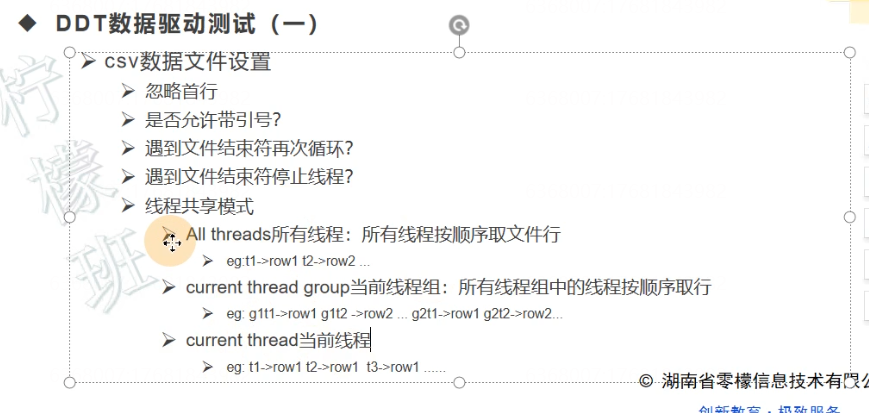 DDT数据驱动测试（一）
csv数据文件设置
忽略首行
是否允许带引号？
遇到文件结束符再次循环？
遇到文件结束符停止线程？
线程共享模式
All threads所有线程：所有线程按顺序取文件行
eg:t1->row1 t2->row2 ...
current thread group当前线程组：所有线程组中的线程按顺序取行
eg: g1t1->row1 g1t2 ->row2 ... g2t1->row1 g2t2->row2...
current thread当前线程
eg: t1->row1 t2->row1  t3->row1 ......
柠檬班
© 湖南省零檬信息技术有限公
创新教育·极致服务